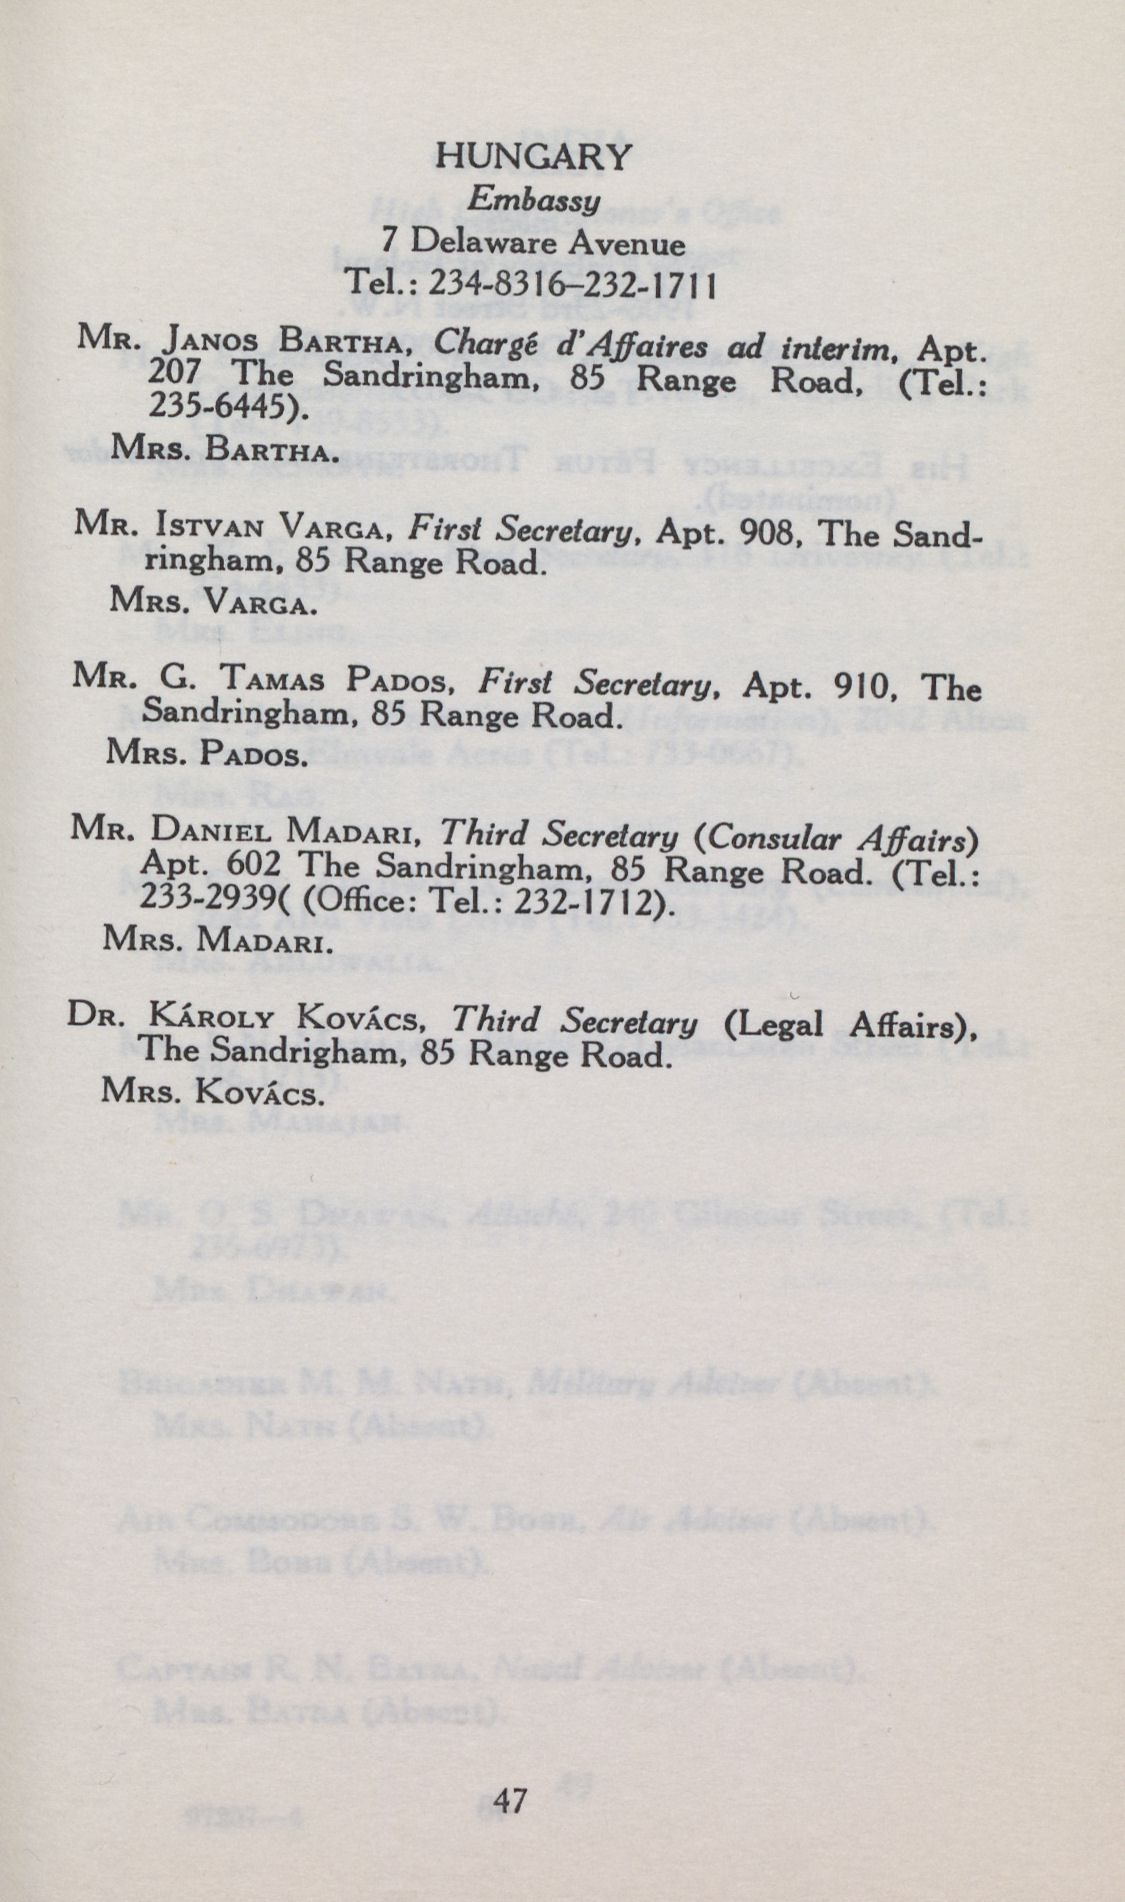 HUNGARY
Embassy
7 Delaware Avenue
Tel.: 234-8316–232-1711
MR. JANOS BARTHA, Chargé d'Affaires ad interim, Apt.
207 The Sandringham, 85 Range Road, (Tel.:
235-6445).
MRS. BARTHA.
MR. ISTVAN VARGA, First Secretary, Apt. 908, The Sand-
ringham, 85 Range Road.
MRS. VARGA.
MR. G. TAMAS PADOS, First Secretary, Apt. 910, The
Sandringham, 85 Range Road.
MRS. PADOS.
MR. DANIEL MADARI, Third Secretary (Consular Affairs)
Apt. 602 The Sandringham, 85 Range Road. (Tel.:
233-2939( (Office: Tel.: 232-1712).
MRS. MADARI.
DR. KÁROLY KOVÁCS, Third Secretary (Legal Affairs),
The Sandrigham, 85 Range Road.
MRS. KOVÁCS.
47